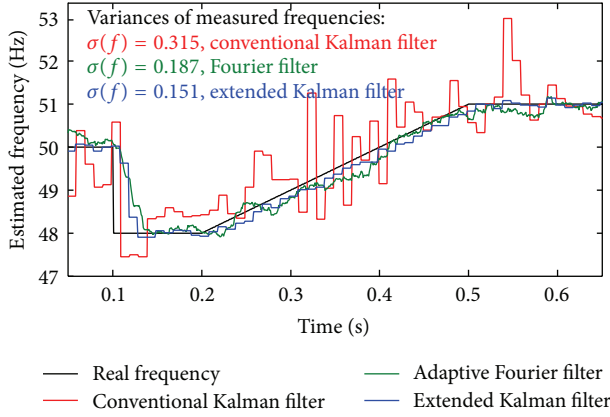 Variances of measured frequencies:
σ(f) = 0.315, conventional Kalman filter
σ(f) = 0.187, Fourier filter
σ(f) = 0.151, extended Kalman filter
Estimated frequency (Hz)
53
52
51
50
49
48
47
0.1 0.2 0.3 0.4 0.5 0.6
Time (s)
Real frequency
Adaptive Fourier filter
Conventional Kalman filter
Extended Kalman filter